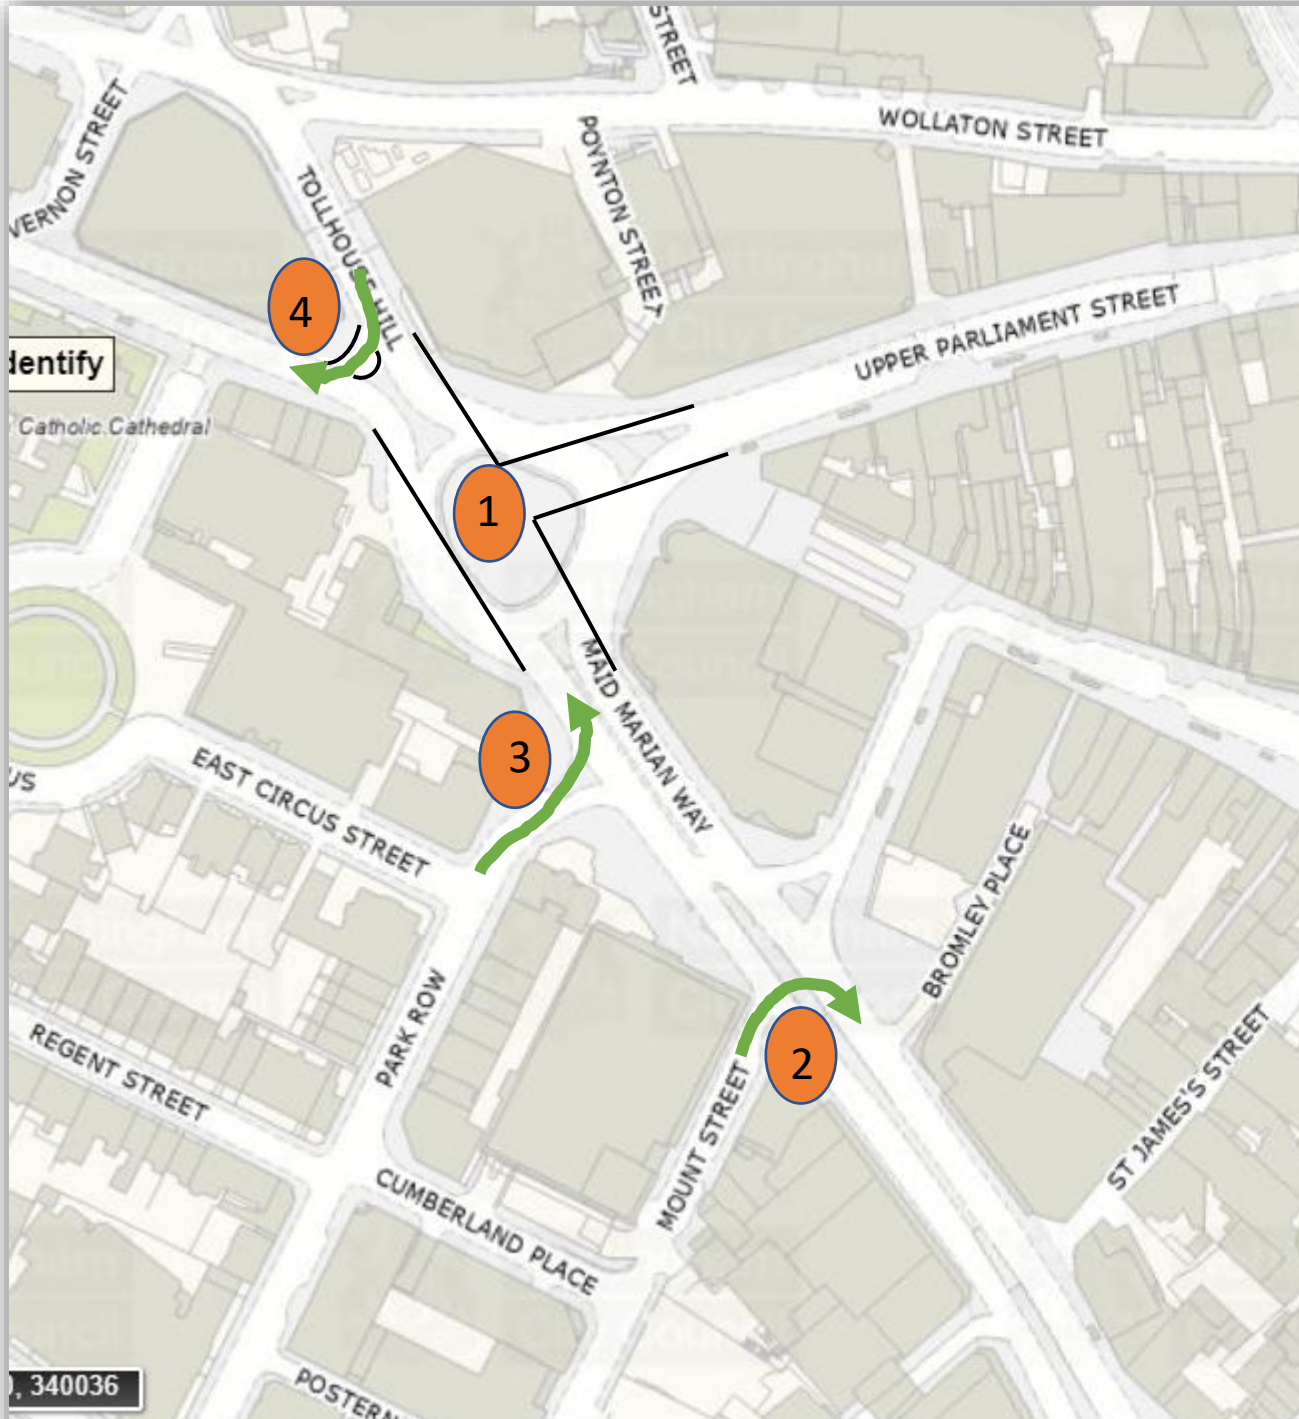 STREET
WOLLATON STREET
VERNON STREET
POYNTON STREET
TOLLHOUSE HILL
4
UPPER PARLIAMENT STREET
dentify
Catholic Cathedral
1
MAID MARIAN WAY
3
EAST CIRCUS STREET
US
BROMLEY PLACE
PARK ROW
2
ST JAMES'S STREET
REGENT STREET
MOUNT STREET
CUMBERLAND PLACE
, 340036
POSTERN